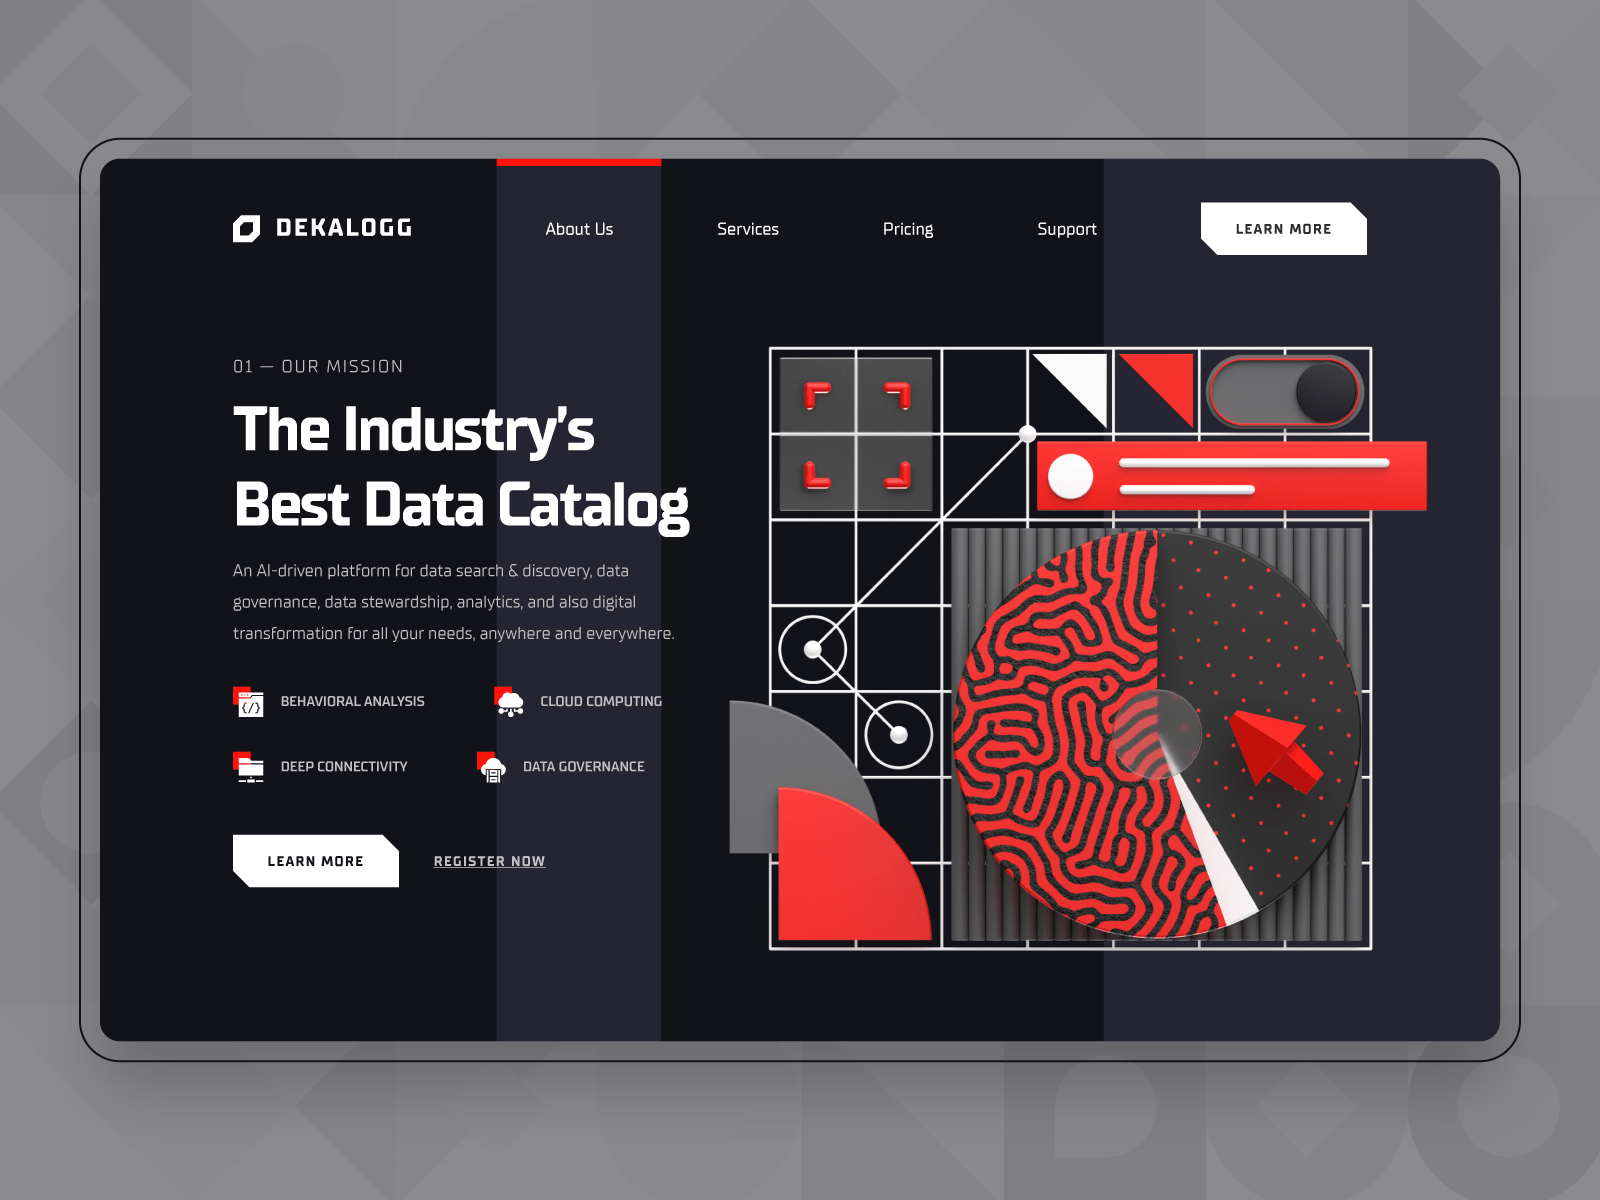 DEKALOGG
About Us
Services
Pricing
Support
LEARN MORE
01 — OUR MISSION
The Industry's
Best Data Catalog
An AI-driven platform for data search & discovery, data
governance, data stewardship, analytics, and also digital
transformation for all your needs, anywhere and everywhere.
BEHAVIORAL ANALYSIS
CLOUD COMPUTING
DEEP CONNECTIVITY
DATA GOVERNANCE
LEARN MORE
REGISTER NOW